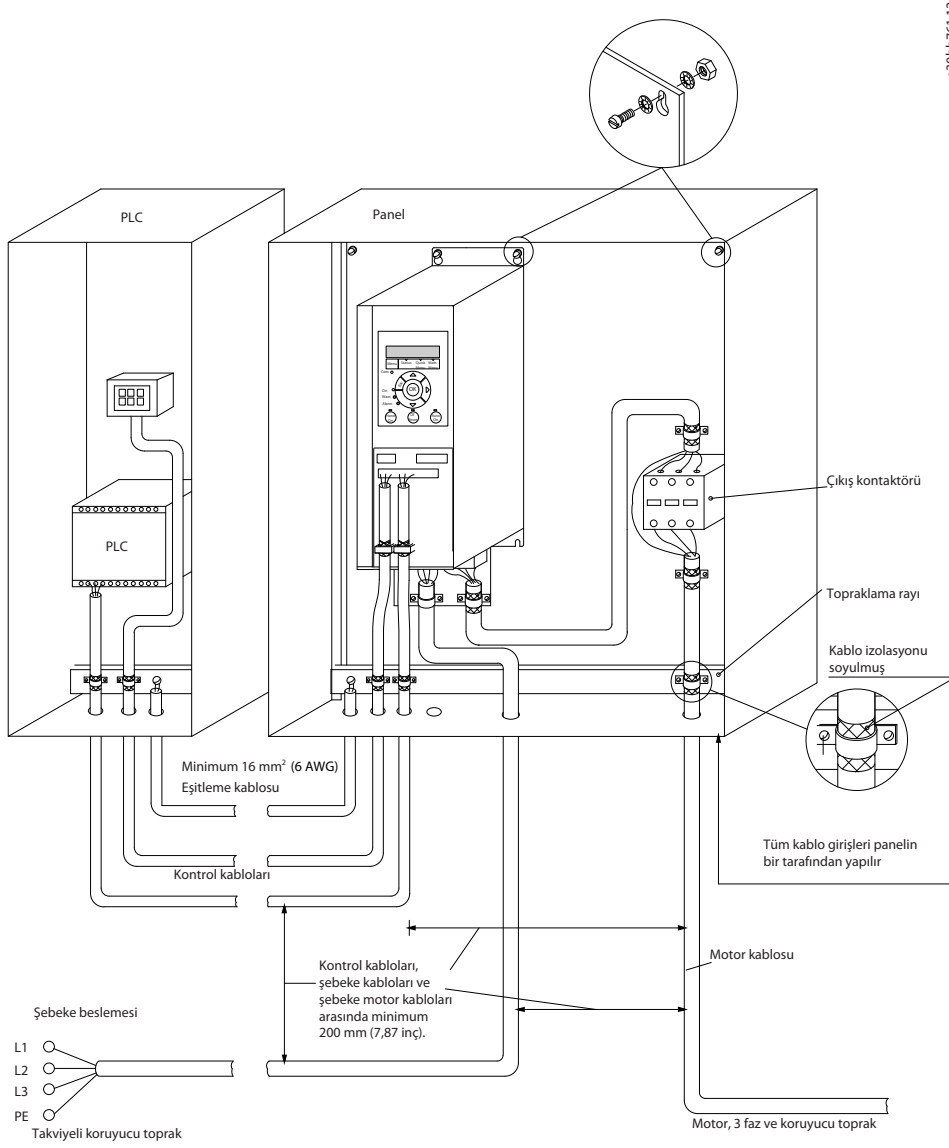 PLC
Panel
OK
PLC
Çıkış kontaktörü
Topraklama rayı
Kablo izolasyonu
soyulmuş
Minimum 16 mm² (6 AWG)
Eşitleme kablosu
Tüm kablo girişleri panelin
bir tarafından yapılır
Kontrol kabloları
Motor kablosu
Kontrol kabloları,
şebeke kabloları ve
şebeke motor kabloları
arasında minimum
200 mm (7,87 inç).
Şebeke beslemesi
L1
L2
L3
PE
Takviyeli koruyucu toprak
Motor, 3 faz ve koruyucu toprak